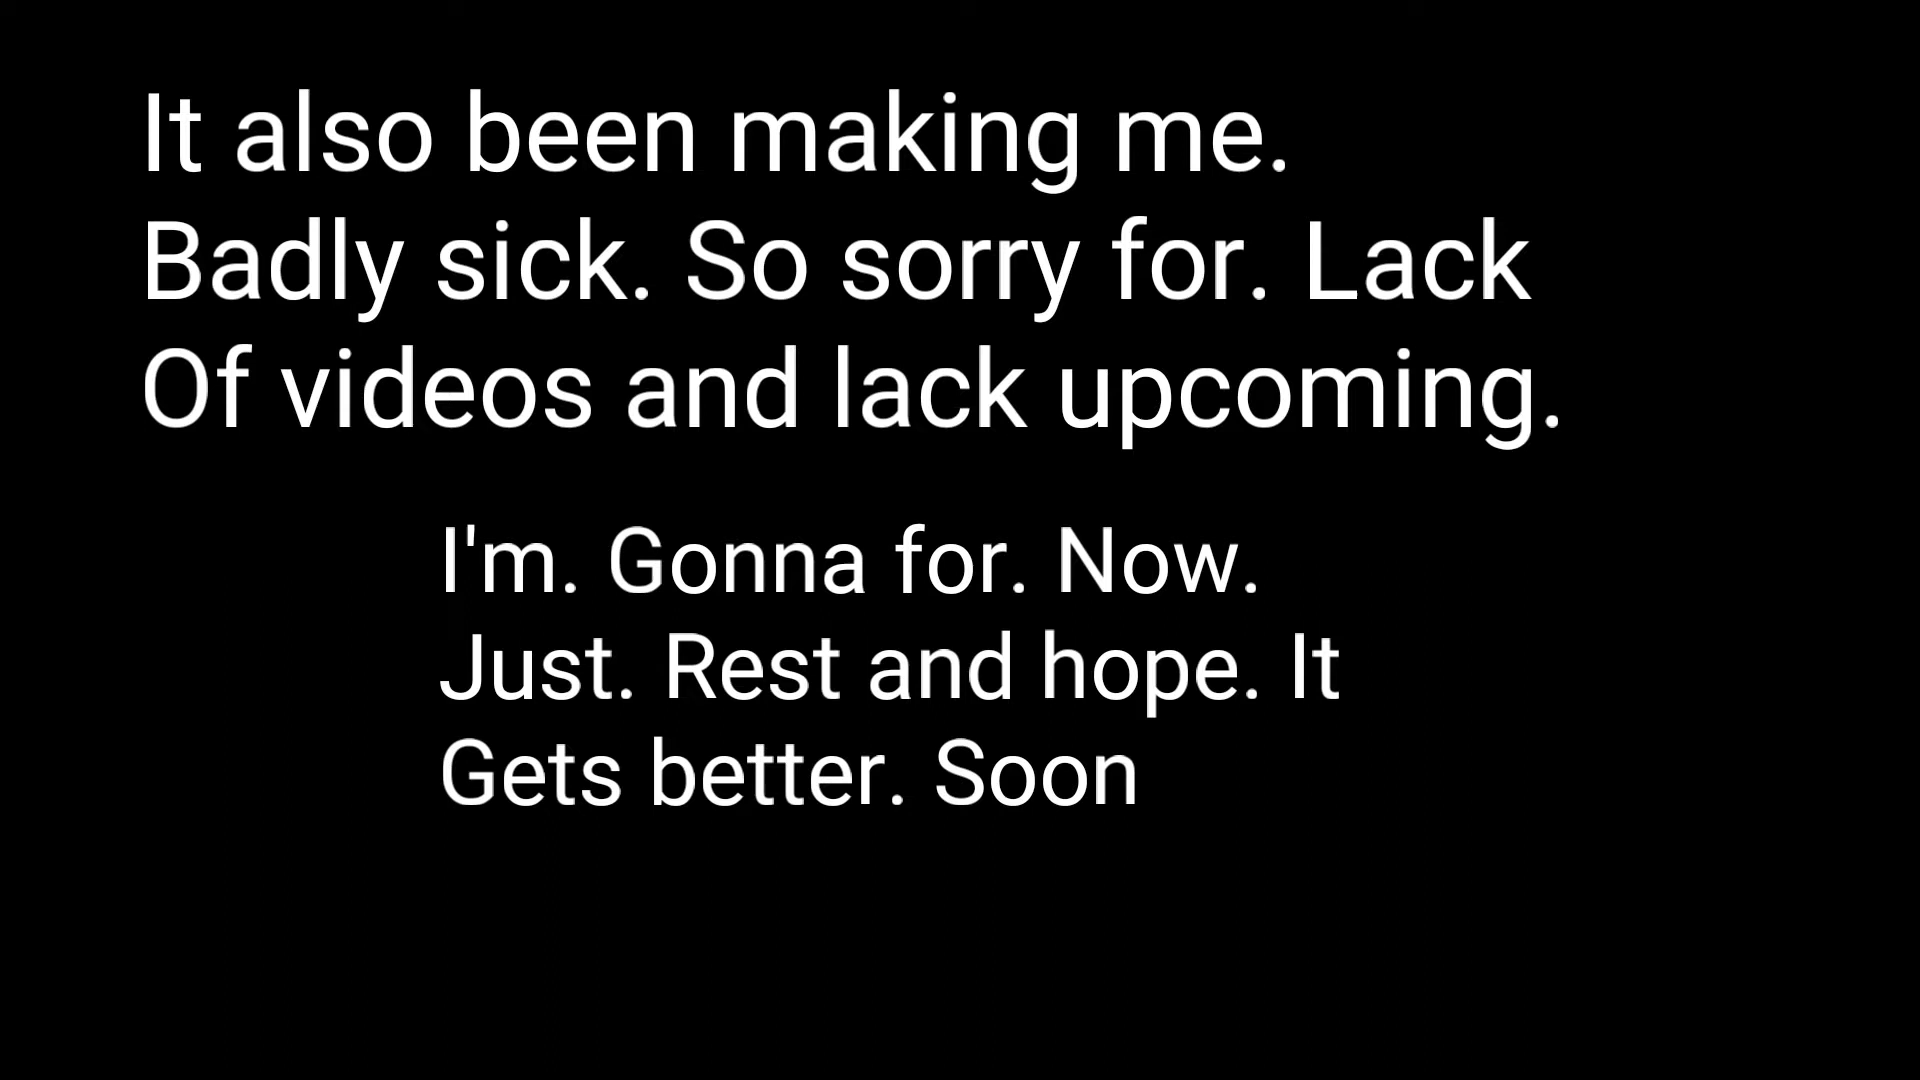 It also been making me.
Badly sick. So sorry for. Lack
Of videos and lack upcoming.
I'm. Gonna for. Now.
Just. Rest and hope. It
Gets better. Soon